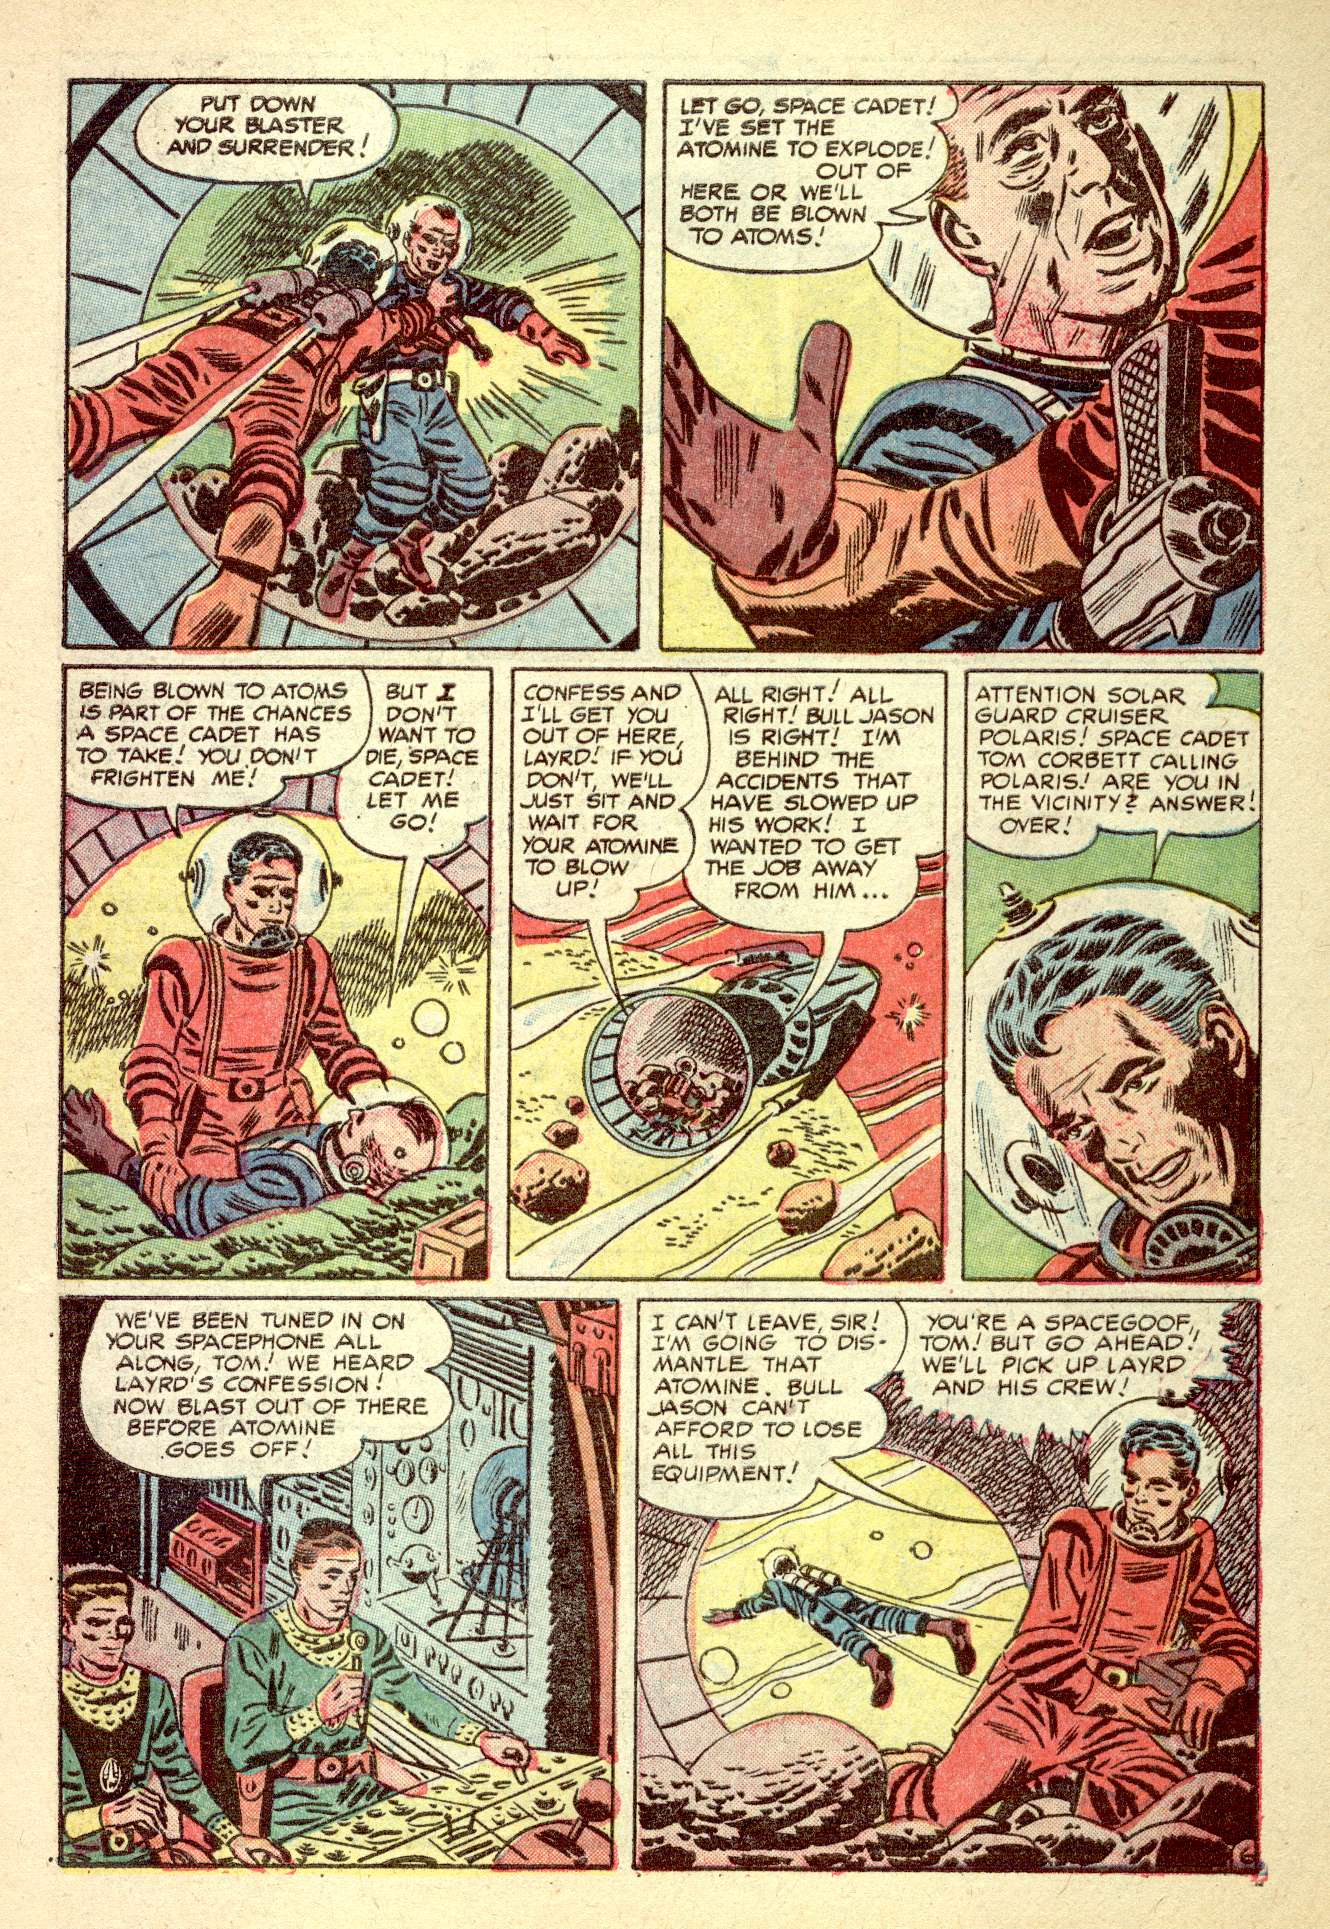 PUT DOWN
YOUR BLASTER
AND SURRENDER!
LET GO, SPACE CADET!
I'VE SET THE
ATOMINE TO EXPLODE!
OUT OF
HERE OR WE'LL
BOTH BE BLOWN
TO ATOMS!
BEING BLOWN TO ATOMS
IS PART OF THE CHANCES
A SPACE CADET HAS
TO TAKE! YOU DON'T
FRIGHTEN ME!
BUT I
DON'T
WANT TO
DIE, SPACE
CADET!
LET ME
GO!
CONFESS AND
I'LL GET YOU
OUT OF HERE,
LAYRD! IF YOU
DON'T, WE'LL
JUST SIT AND
WAIT FOR
YOUR ATOMINE
TO BLOW
UP!
ALL RIGHT! ALL
RIGHT! BULL JASON
IS RIGHT! I'M
BEHIND THE
ACCIDENTS THAT
HAVE SLOWED UP
HIS WORK! I
WANTED TO GET
THE JOB AWAY
FROM HIM...
ATTENTION SOLAR
GUARD CRUISER
POLARIS! SPACE CADET
TOM CORBETT CALLING
POLARIS! ARE YOU IN
THE VICINITY? ANSWER!
OVER!
WE'VE BEEN TUNED IN ON
YOUR SPACEPHONE ALL
ALONG, TOM! WE HEARD
LAYRD'S CONFESSION!
NOW BLAST OUT OF THERE
BEFORE ATOMINE
GOES OFF!
I CAN'T LEAVE, SIR!
I'M GOING TO DIS-
MANTLE THAT
ATOMINE. BULL
JASON CAN'T
AFFORD TO LOSE
ALL THIS
EQUIPMENT!
YOU'RE A SPACEGOOF,
TOM! BUT GO AHEAD!
WE'LL PICK UP LAYRD
AND HIS CREW!